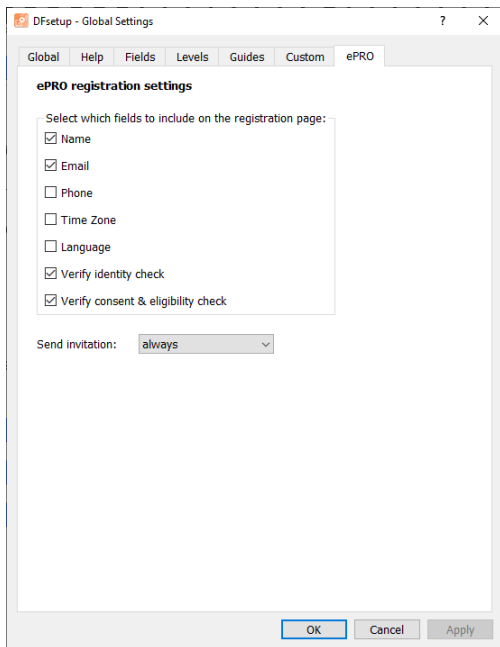 DFsetup - Global Settings ? ×
Global Help Fields Levels Guides Custom ePRO
ePRO registration settings
Select which fields to include on the registration page:
Name
Email
Phone
Time Zone
Language
Verify identity check
Verify consent & eligibility check
Send invitation: always
OK Cancel Apply